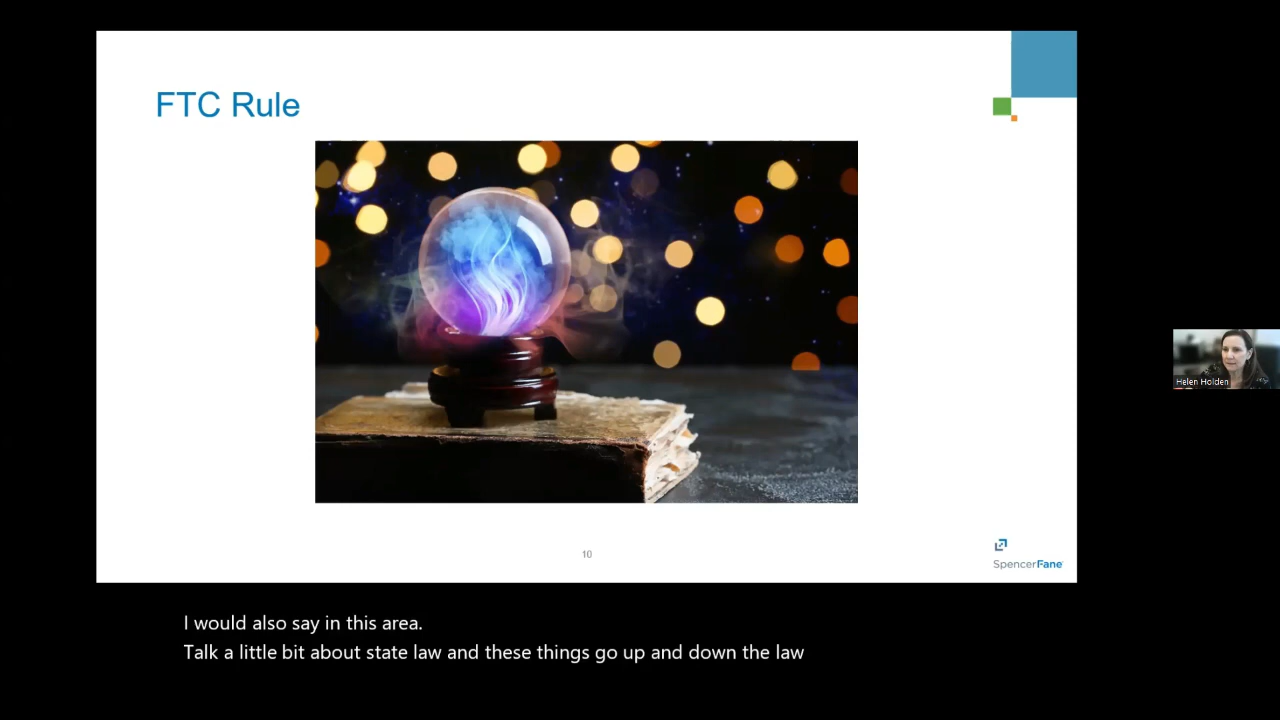 FTC Rule
Helen Holden
10
SpencerFane
I would also say in this area.
Talk a little bit about state law and these things go up and down the law